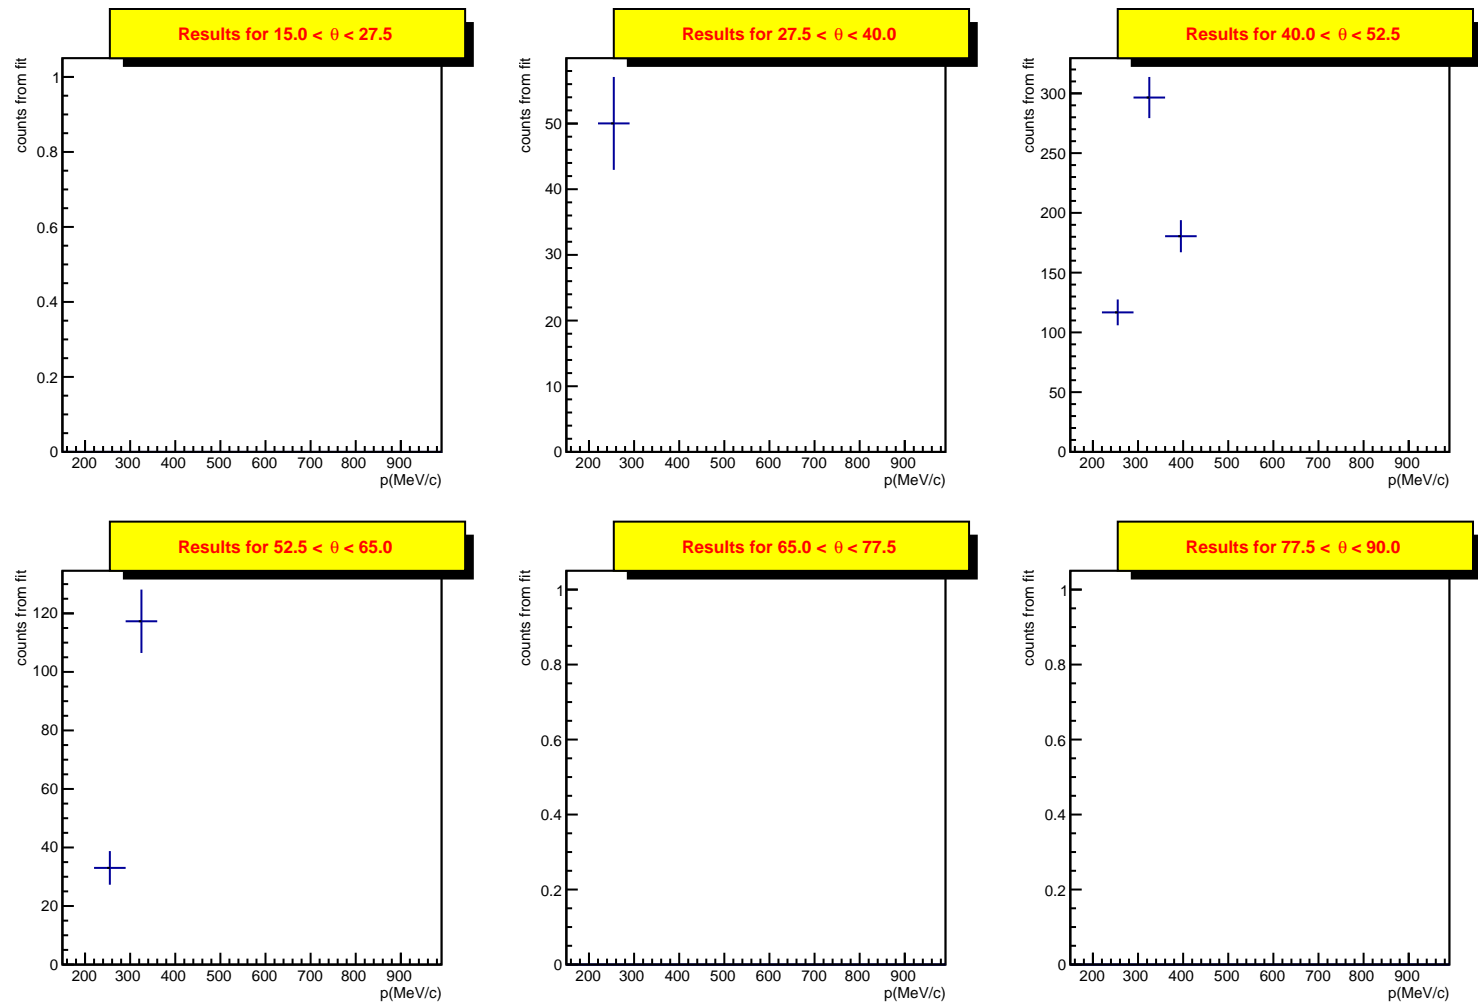 Results for 15.0 < θ < 27.5
counts from fit
1
0.8
0.6
0.4
0.2
0
200 300 400 500 600 700 800 900
p(MeV/c)
Results for 27.5 < θ < 40.0
counts from fit
50
40
30
20
10
0
200 300 400 500 600 700 800 900
p(MeV/c)
Results for 40.0 < θ < 52.5
counts from fit
300
250
200
150
100
50
0
200 300 400 500 600 700 800 900
p(MeV/c)
Results for 52.5 < θ < 65.0
counts from fit
120
100
80
60
40
20
0
200 300 400 500 600 700 800 900
p(MeV/c)
Results for 65.0 < θ < 77.5
counts from fit
1
0.8
0.6
0.4
0.2
0
200 300 400 500 600 700 800 900
p(MeV/c)
Results for 77.5 < θ < 90.0
counts from fit
1
0.8
0.6
0.4
0.2
0
200 300 400 500 600 700 800 900
p(MeV/c)